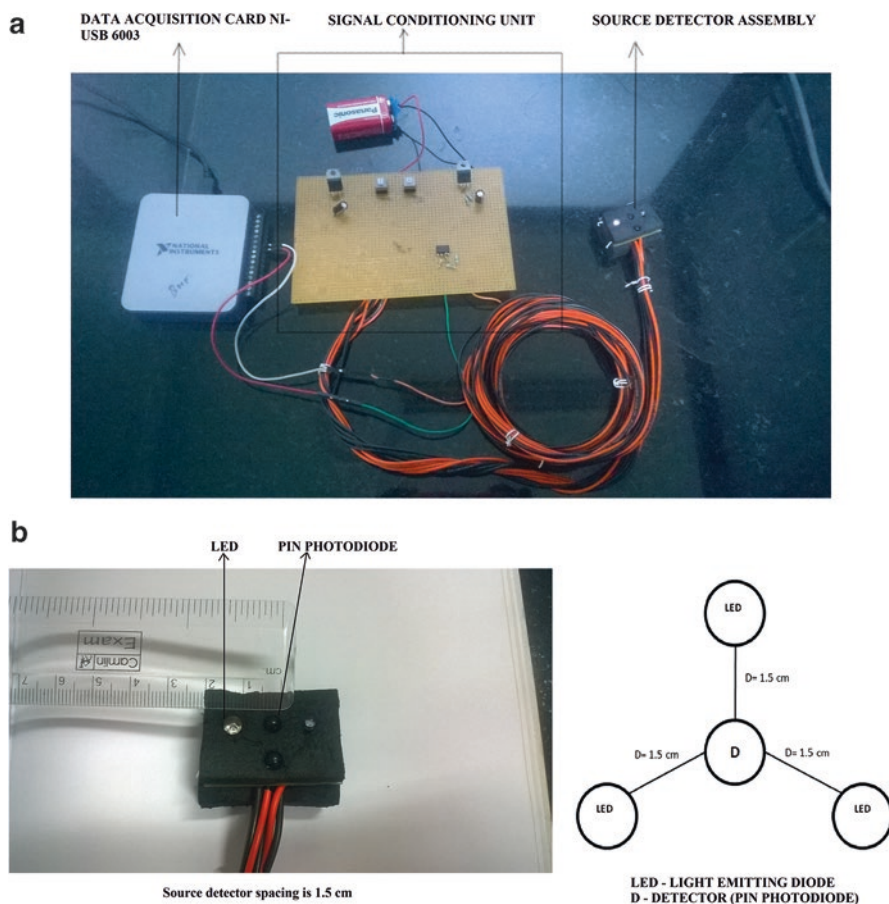 a
DATA ACQUISITION CARD NI-
USB 6003
SIGNAL CONDITIONING UNIT
SOURCE DETECTOR ASSEMBLY
Panasonic
NATIONAL
INSTRUMENTS
b
LED
PIN PHOTODIODE
Exam
Camlin
cm
7 6 5 4 3 2 1
Source detector spacing is 1.5 cm
LED
D= 1.5 cm
D
D= 1.5 cm
D= 1.5 cm
LED
LED
LED - LIGHT EMITTING DIODE
D - DETECTOR (PIN PHOTODIODE)